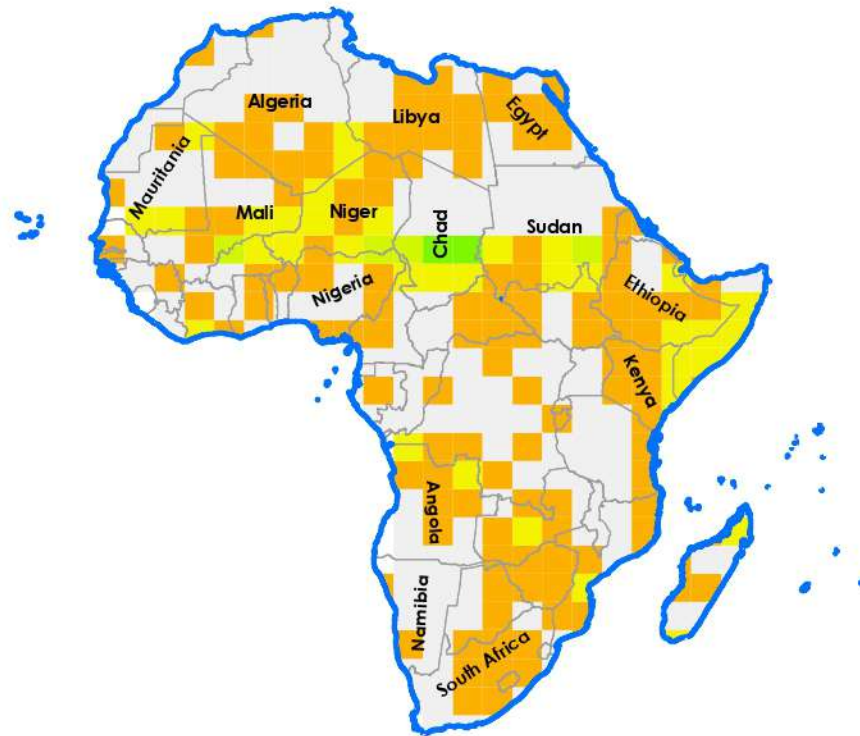 Algeria
Libya
Egypt
Mauritania
Mali
Niger
Chad
Sudan
Nigeria
Ethiopia
Kenya
Angola
Namibia
South Africa